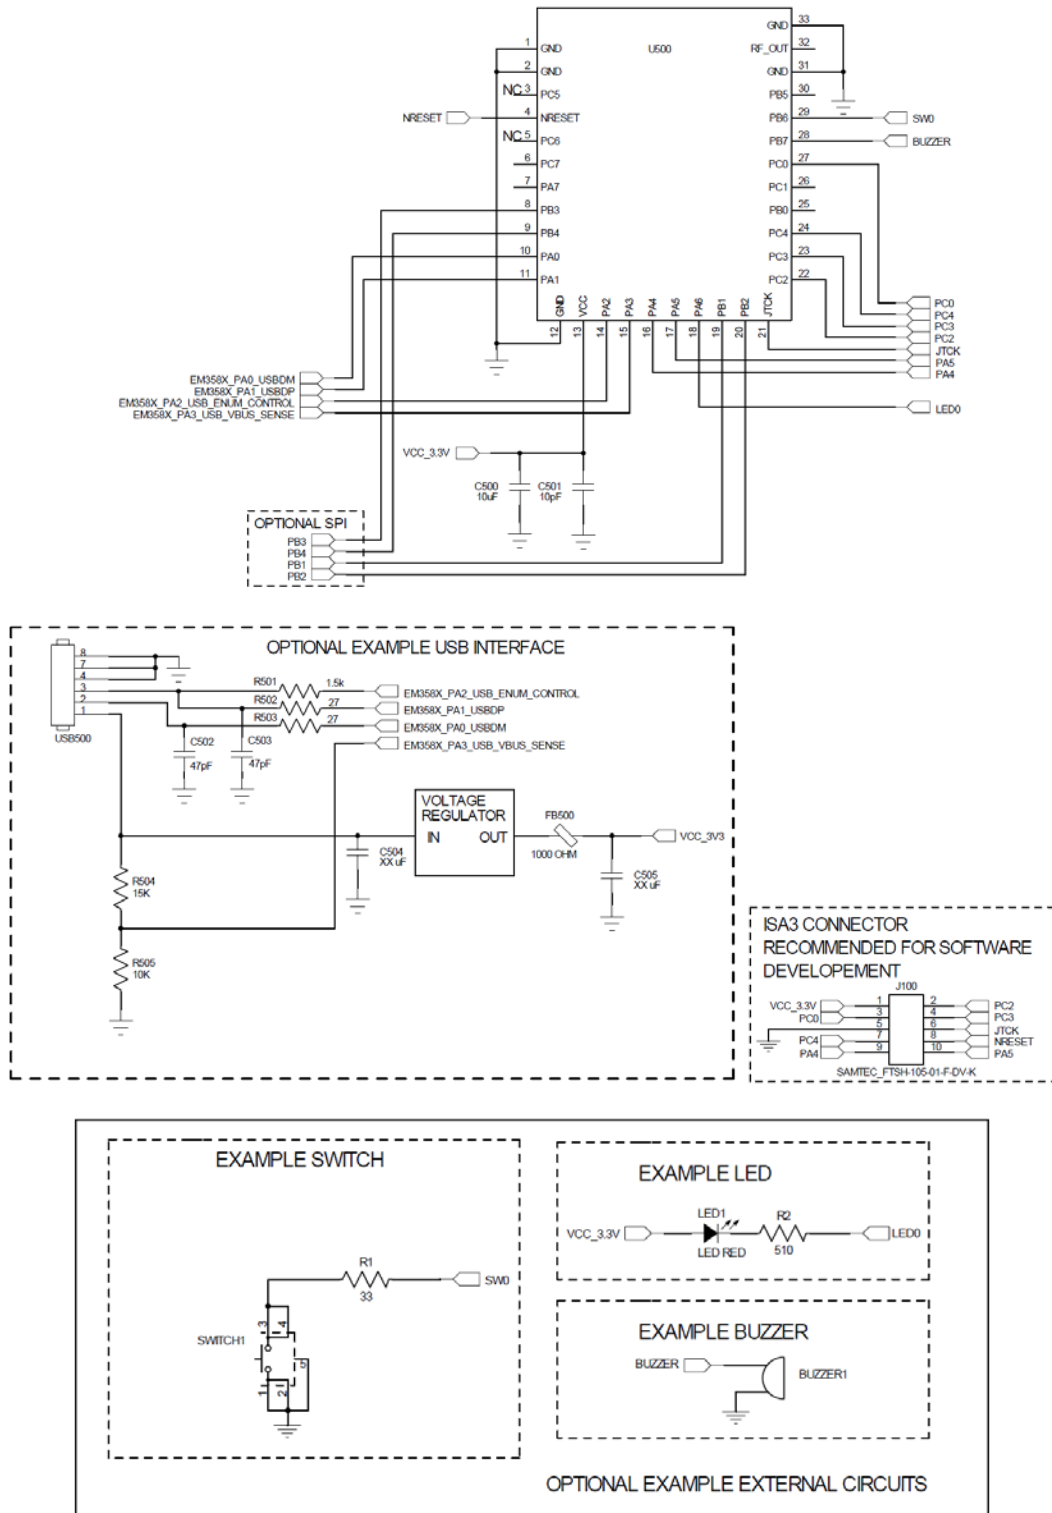 U500
1 GND
2 GND
NC 3 PC5
NRESET 4 NRESET
NC 5 PC6
6 PC7
7 PA7
8 PB3
9 PB4
10 PA0
11 PA1
GND 33
RF_OUT 32
GND 31
PB5 30
PB6 29 SW0
PB7 28 BUZZER
PC0 27
PC1 26
PB0 25
PC4 24
PC3 23
PC2 22
GND VCC PA2 PA3 PA4 PA5 PA6 PB1 PB2 JTCK
12 13 14 15 16 17 18 19 20 21
PC0
PC4
PC3
PC2
JTCK
PA5
PA4
LED0
EM358X_PA0_USBDM
EM358X_PA1_USBDP
EM358X_PA2_USB_ENUM_CONTROL
EM358X_PA3_USB_VBUS_SENSE
VCC_3.3V
C500
10uF
C501
10pF
OPTIONAL SPI
PB3
PB4
PB1
PB2
OPTIONAL EXAMPLE USB INTERFACE
8
7
4
3
2
1
USB500
R501 1.5k EM358X_PA2_USB_ENUM_CONTROL
R502 27 EM358X_PA1_USBDP
R503 27 EM358X_PA0_USBDM
EM358X_PA3_USB_VBUS_SENSE
C502
47pF
C503
47pF
VOLTAGE
REGULATOR
IN OUT
FB500
1000 OHM
VCC_3V3
C504
XX uF
C505
XX uF
R504
15K
R505
10K
ISA3 CONNECTOR
RECOMMENDED FOR SOFTWARE
DEVELOPEMENT
J100
VCC_3.3V 1 2 PC2
PC0 3 4 PC3
5 6 JTCK
PC4 7 8 NRESET
PA4 9 10 PA5
SAMTEC_FTSH-105-01-F-DV-K
EXAMPLE SWITCH
R1
33
SW0
SWITCH1
3 4
5
1 2
EXAMPLE LED
LED1
R2
VCC_3.3V
LED RED
510
LED0
EXAMPLE BUZZER
BUZZER
BUZZER1
OPTIONAL EXAMPLE EXTERNAL CIRCUITS